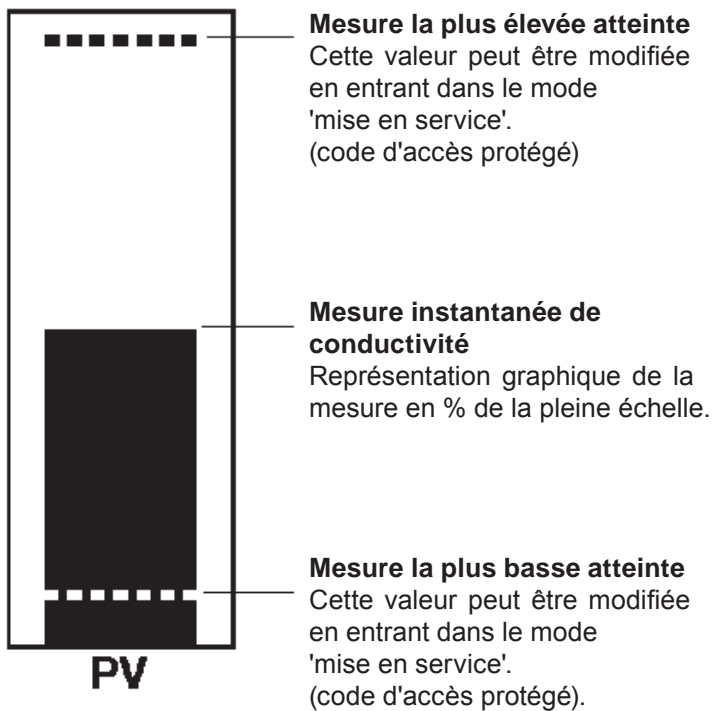 Mesure la plus élevée atteinte
Cette valeur peut être modifiée
en entrant dans le mode
'mise en service'.
(code d'accès protégé)
Mesure instantanée de
conductivité
Représentation graphique de la
mesure en % de la pleine échelle.
Mesure la plus basse atteinte
Cette valeur peut être modifiée
en entrant dans le mode
'mise en service'.
(code d'accès protégé).
PV